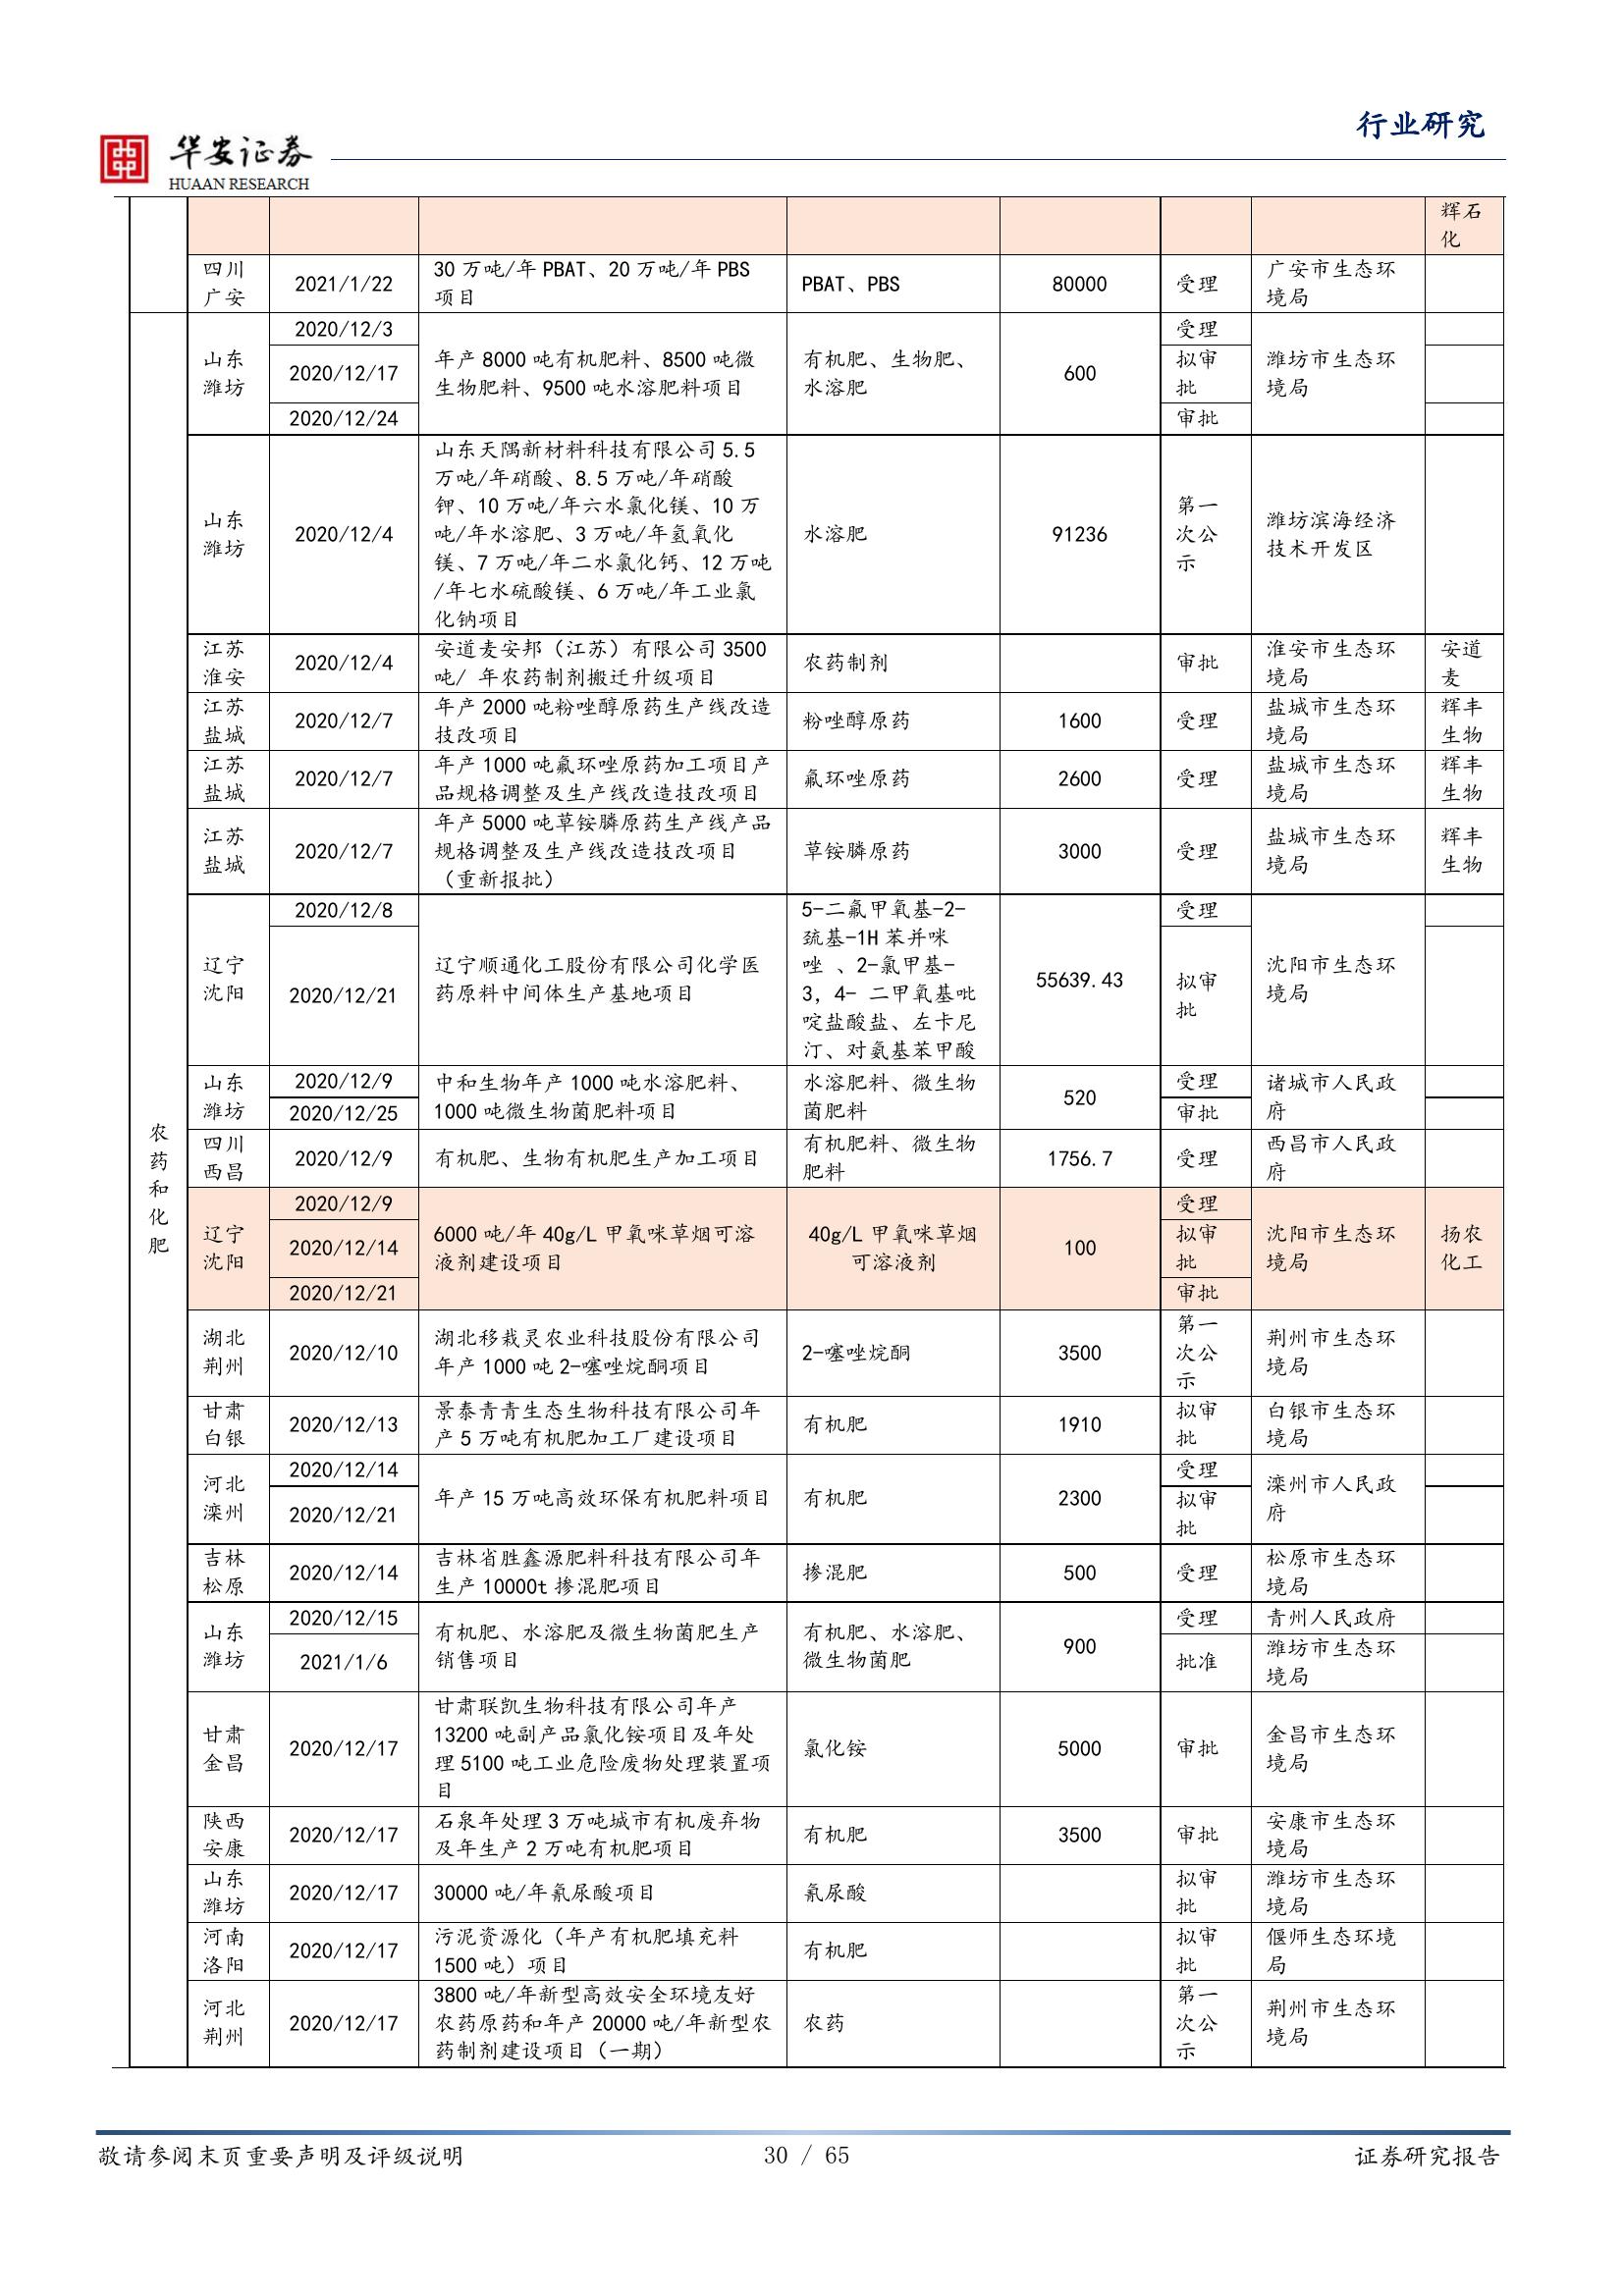 行业研究
华安证券
HUAAN RESEARCH
辉石
化
四川
广安
2021/1/22
30 万吨/年 PBAT、20 万吨/年 PBS
项目
PBAT、PBS
80000
受理
广安市生态环
境局
农
药
和
化
肥
山东
潍坊
2020/12/3
2020/12/17
2020/12/24
年产 8000 吨有机肥料、8500 吨微
生物肥料、9500 吨水溶肥料项目
有机肥、生物肥、
水溶肥
600
受理
拟审
批
审批
潍坊市生态环
境局
山东
潍坊
2020/12/4
山东天隅新材料科技有限公司 5.5
万吨/年硝酸、8.5 万吨/年硝酸
钾、10 万吨/年六水氯化镁、10 万
吨/年水溶肥、3 万吨/年氢氧化
镁、7 万吨/年二水氯化钙、12 万吨
/年七水硫酸镁、6 万吨/年工业氯
化钠项目
水溶肥
91236
第一
次公
示
潍坊滨海经济
技术开发区
江苏
淮安
2020/12/4
安道麦安邦（江苏）有限公司 3500
吨/ 年农药制剂搬迁升级项目
农药制剂
审批
淮安市生态环
境局
安道
麦
江苏
盐城
2020/12/7
年产 2000 吨粉唑醇原药生产线改造
技改项目
粉唑醇原药
1600
受理
盐城市生态环
境局
辉丰
生物
江苏
盐城
2020/12/7
年产 1000 吨氟环唑原药加工项目产
品规格调整及生产线改造技改项目
氟环唑原药
2600
受理
盐城市生态环
境局
辉丰
生物
江苏
盐城
2020/12/7
年产 5000 吨草铵膦原药生产线产品
规格调整及生产线改造技改项目
（重新报批）
草铵膦原药
3000
受理
盐城市生态环
境局
辉丰
生物
辽宁
沈阳
2020/12/8
2020/12/21
辽宁顺通化工股份有限公司化学医
药原料中间体生产基地项目
5-二氟甲氧基-2-
巯基-1H 苯并咪
唑 、2-氯甲基-
3, 4- 二甲氧基吡
啶盐酸盐、左卡尼
汀、对氨基苯甲酸
55639.43
受理
拟审
批
沈阳市生态环
境局
山东
潍坊
2020/12/9
2020/12/25
中和生物年产 1000 吨水溶肥料、
1000 吨微生物菌肥料项目
水溶肥料、微生物
菌肥料
520
受理
审批
诸城市人民政
府
四川
西昌
2020/12/9
有机肥、生物有机肥生产加工项目
有机肥料、微生物
肥料
1756.7
受理
西昌市人民政
府
辽宁
沈阳
2020/12/9
2020/12/14
2020/12/21
6000 吨/年 40g/L 甲氧咪草烟可溶
液剂建设项目
40g/L 甲氧咪草烟
可溶液剂
100
受理
拟审
批
审批
沈阳市生态环
境局
扬农
化工
湖北
荆州
2020/12/10
湖北移栽灵农业科技股份有限公司
年产 1000 吨 2-噻唑烷酮项目
2-噻唑烷酮
3500
第一
次公
示
荆州市生态环
境局
甘肃
白银
2020/12/13
景泰青青生态生物科技有限公司年
产 5 万吨有机肥加工厂建设项目
有机肥
1910
拟审
批
白银市生态环
境局
河北
滦州
2020/12/14
2020/12/21
年产 15 万吨高效环保有机肥料项目
有机肥
2300
受理
拟审
批
滦州市人民政
府
吉林
松原
2020/12/14
吉林省胜鑫源肥料科技有限公司年
生产 10000t 掺混肥项目
掺混肥
500
受理
松原市生态环
境局
山东
潍坊
2020/12/15
2021/1/6
有机肥、水溶肥及微生物菌肥生产
销售项目
有机肥、水溶肥、
微生物菌肥
900
受理
批准
青州人民政府
潍坊市生态环
境局
甘肃
金昌
2020/12/17
甘肃联凯生物科技有限公司年产
13200 吨副产品氯化铵项目及年处
理 5100 吨工业危险废物处理装置项
目
氯化铵
5000
审批
金昌市生态环
境局
陕西
安康
2020/12/17
石泉年处理 3 万吨城市有机废弃物
及年生产 2 万吨有机肥项目
有机肥
3500
审批
安康市生态环
境局
山东
潍坊
2020/12/17
30000 吨/年氰尿酸项目
氰尿酸
拟审
批
潍坊市生态环
境局
河南
洛阳
2020/12/17
污泥资源化（年产有机肥填充料
1500 吨）项目
有机肥
拟审
批
偃师生态环境
局
河北
荆州
2020/12/17
3800 吨/年新型高效安全环境友好
农药原药和年产 20000 吨/年新型农
药制剂建设项目（一期）
农药
第一
次公
示
荆州市生态环
境局
敬请参阅末页重要声明及评级说明
30 / 65
证券研究报告